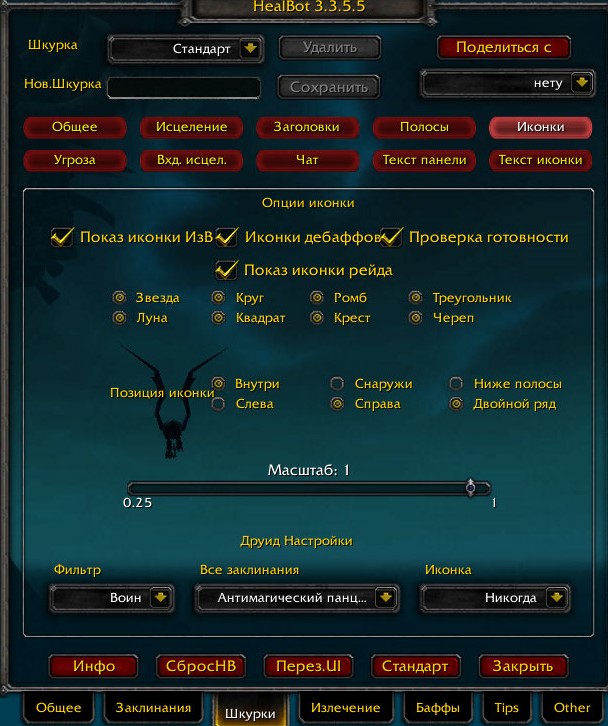 HealBot 3.3.5.5
Шкурка Стандарт Удалить Поделиться с
Нов.Шкурка Сохранить нету
Общее Исцеление Заголовки Полосы Иконки
Угроза Вхд. исцел. Чат Текст панели Текст иконки
Опции иконки
Показ иконки ИзВ Иконки дебаффов Проверка готовности
Показ иконки рейда
Звезда Круг Ромб Треугольник
Луна Квадрат Крест Череп
Позиция иконки Внутри Снаружи Ниже полосы
Слева Справа Двойной ряд
Масштаб: 1
0.25 1
Друид Настройки
Фильтр Все заклинания Иконка
Воин Антимагический панц... Никогда
Инфо СбросHB Перез.UI Стандарт Закрыть
Общее Заклинания Шкурки Излечение Баффы Tips Other